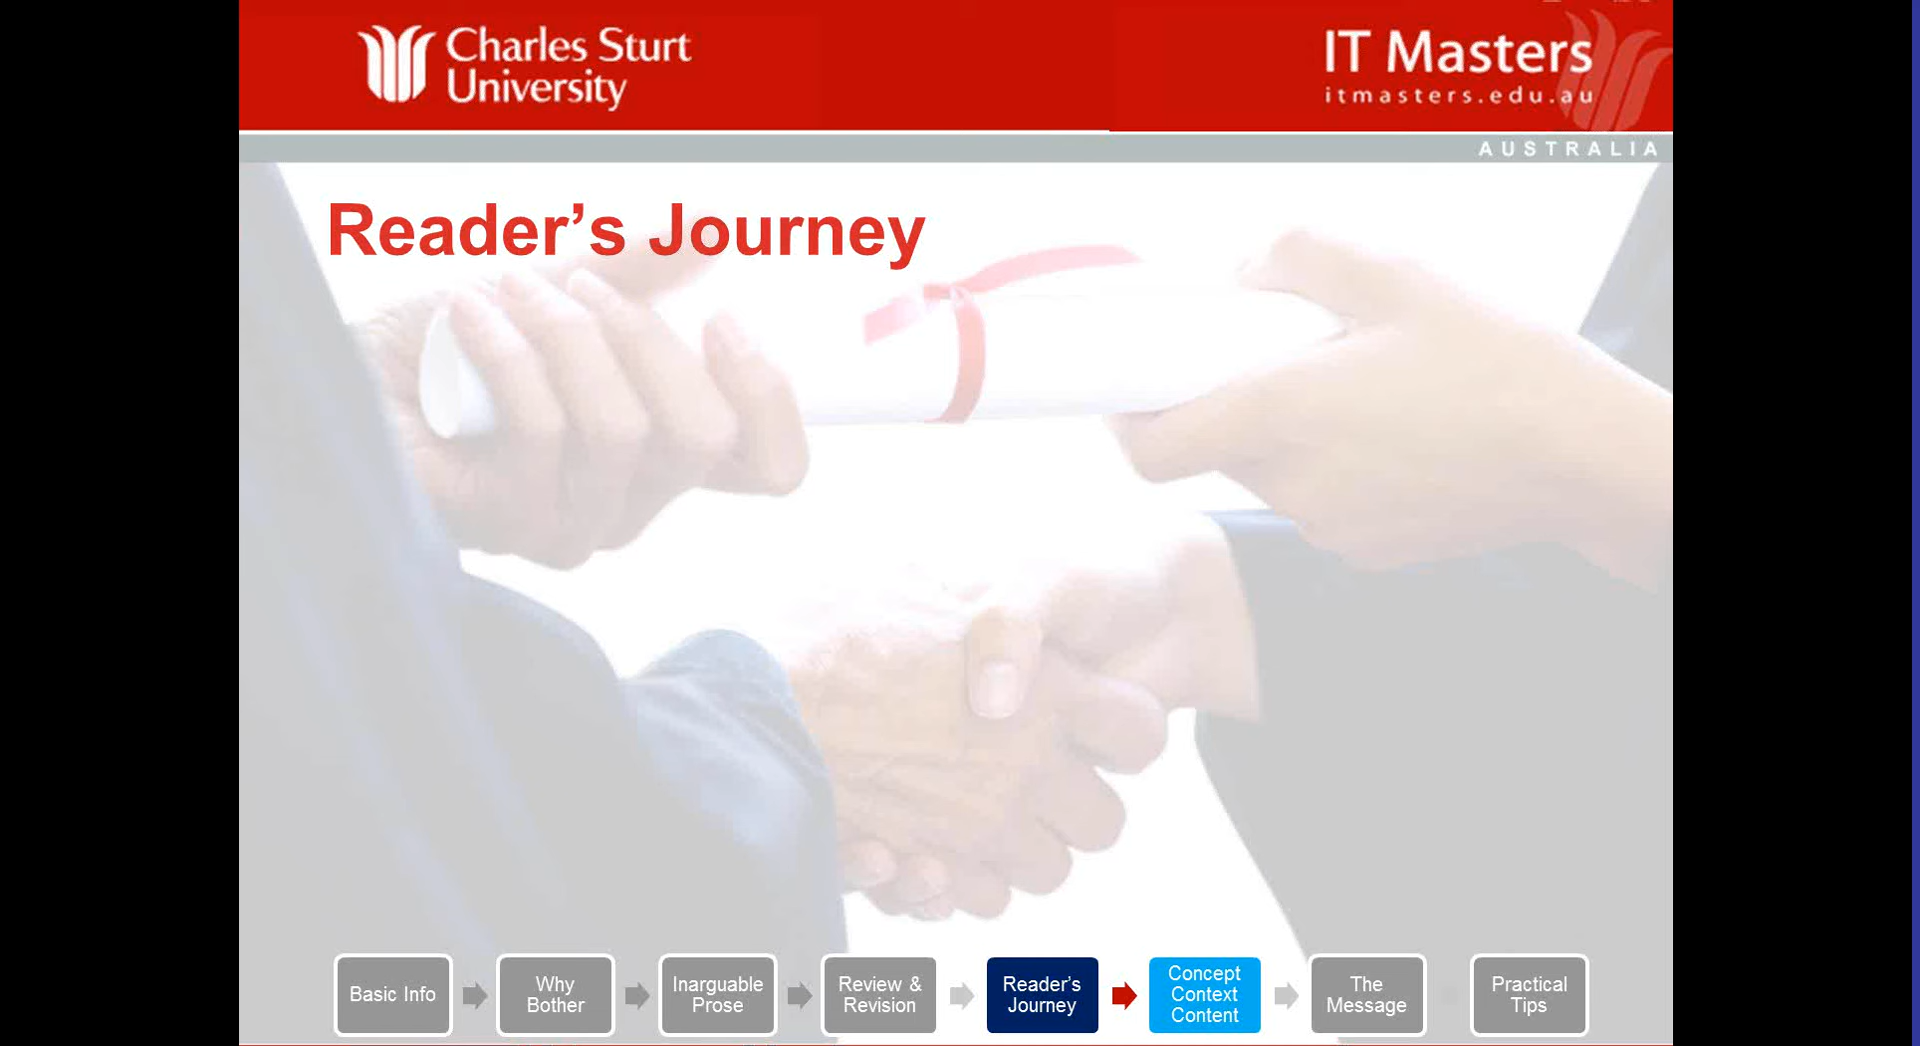 Charles Sturt
University
IT Masters
itmasters.edu.au
AUSTRALIA
Reader’s Journey
Basic Info
Why
Bother
Inarguable
Prose
Review &
Revision
Reader’s
Journey
Concept
Context
Content
The
Message
Practical
Tips